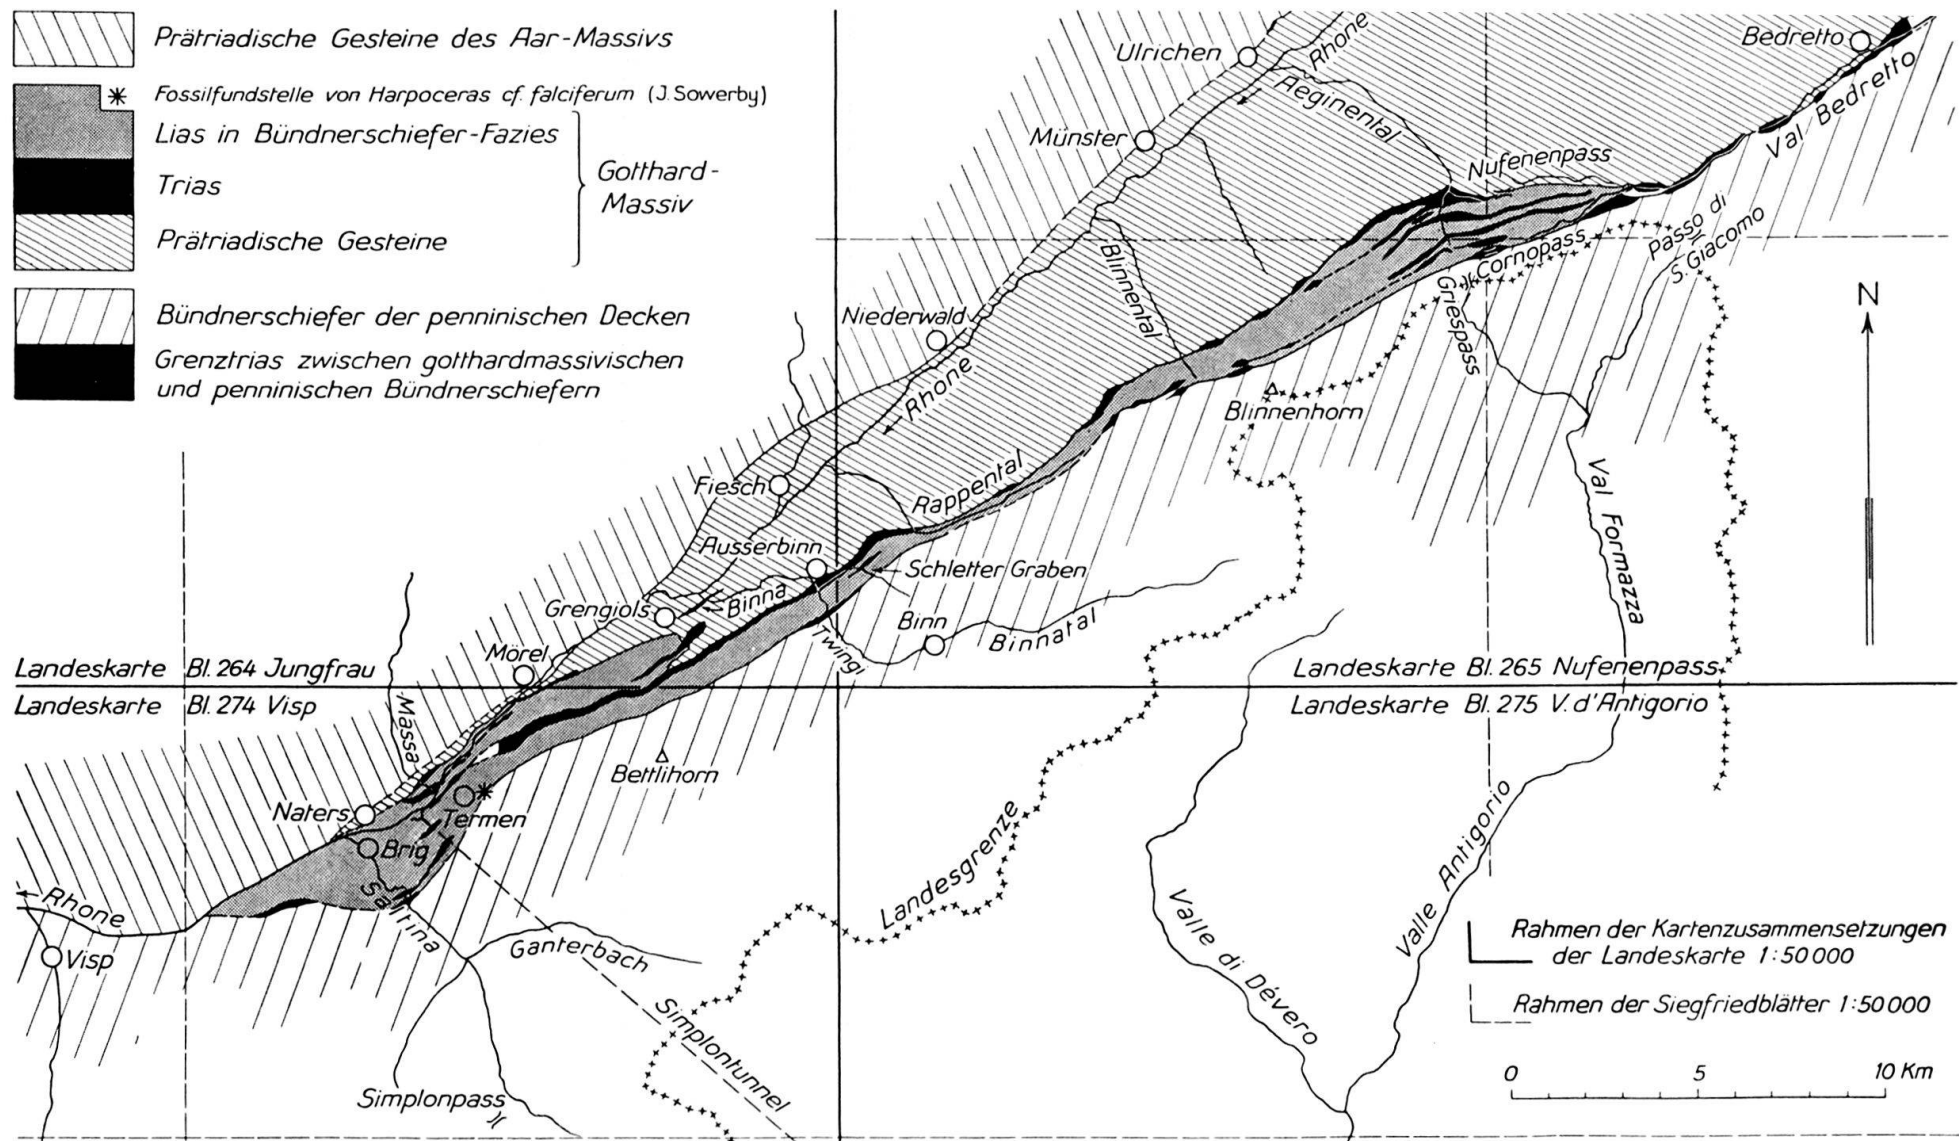 Prätriadische Gesteine des Aar-Massivs
Fossilfundstelle von Harpoceras cf. falciferum (J. Sowerby)
Lias in Bündnerschiefer-Fazies
Trias
Prätriadische Gesteine
Gotthard-
Massiv
Bündnerschiefer der penninischen Decken
Grenztrias zwischen gotthardmassivischen
und penninischen Bündnerschiefern
Ulrichen
Rhone
Bedretto
Val Bedretto
Aeginental
Münster
Nufenenpass
Passo di
S. Giacomo
Cornopass
Griespass
Blinnental
Niederwald
Rhone
Blinnenhorn
N
Fiesch
Rappental
Val Formazza
Ausserbinn
Schletter Graben
Grengiols
Binna
Binn
Binnatal
Twingi
Mörel
Landeskarte Bl. 264 Jungfrau
Landeskarte Bl. 274 Visp
Landeskarte Bl. 265 Nufenenpass
Landeskarte Bl. 275 V. d'Antigorio
Massa
Bettlihorn
Naters
Termen
Brig
Saltina
Rhone
Visp
Ganterbach
Simplontunnel
Simplonpass
Landesgrenze
Valle di Dévero
Valle Antigorio
Rahmen der Kartenzusammensetzungen
der Landeskarte 1:50000
Rahmen der Siegfriedblätter 1:50000
0 5 10 Km